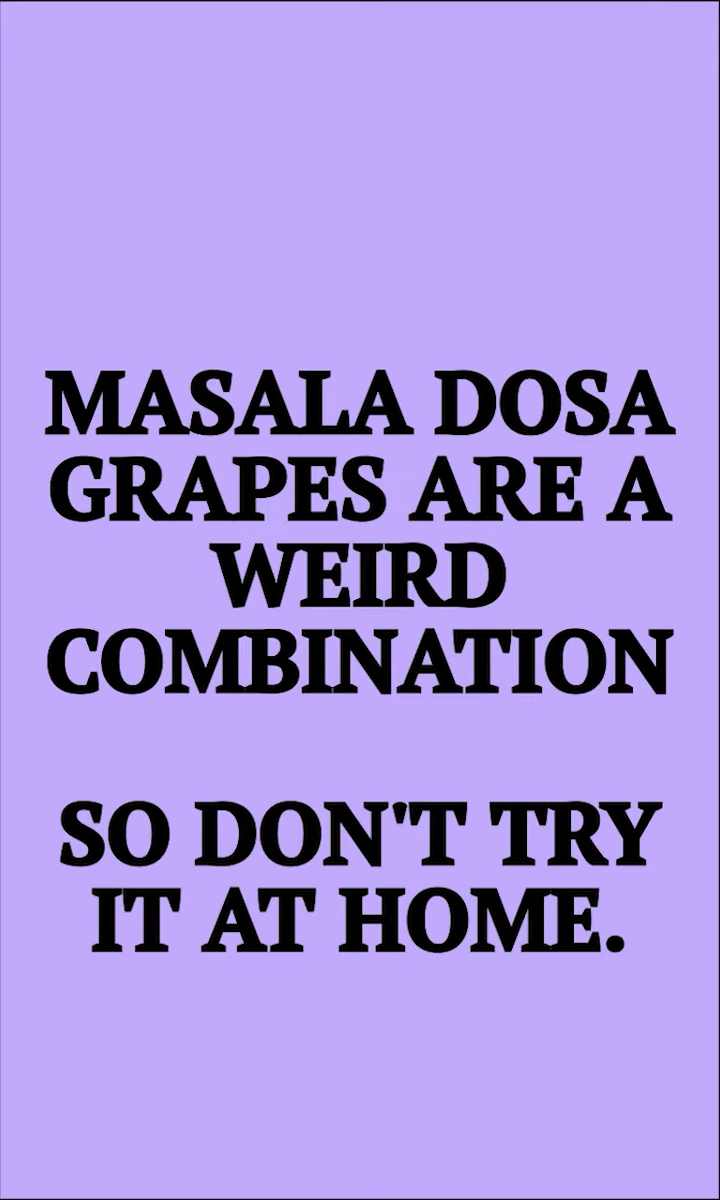 MASALA DOSA
GRAPES ARE A
WEIRD
COMBINATION
SO DON'T TRY
IT AT HOME.